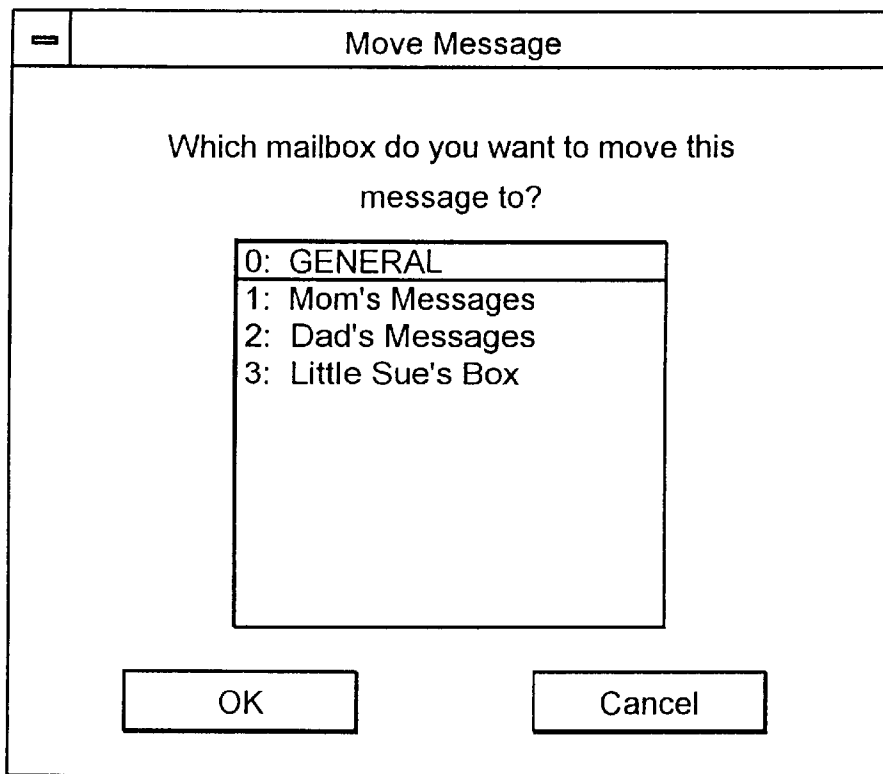 Move Message
Which mailbox do you want to move this
message to?
0: GENERAL
1: Mom's Messages
2: Dad's Messages
3: Little Sue's Box
OK
Cancel